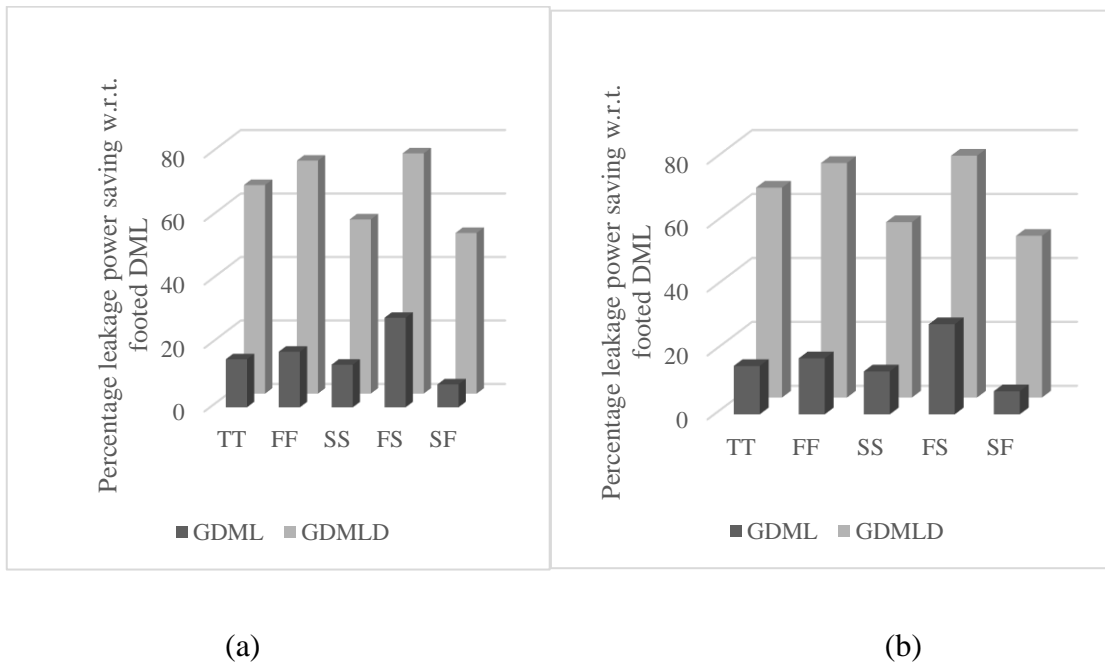 Percentage leakage power saving w.r.t.
footed DML
80
60
40
20
0
TT FF SS FS SF
GDML GDMLD
(a)
Percentage leakage power saving w.r.t.
footed DML
80
60
40
20
0
TT FF SS FS SF
GDML GDMLD
(b)